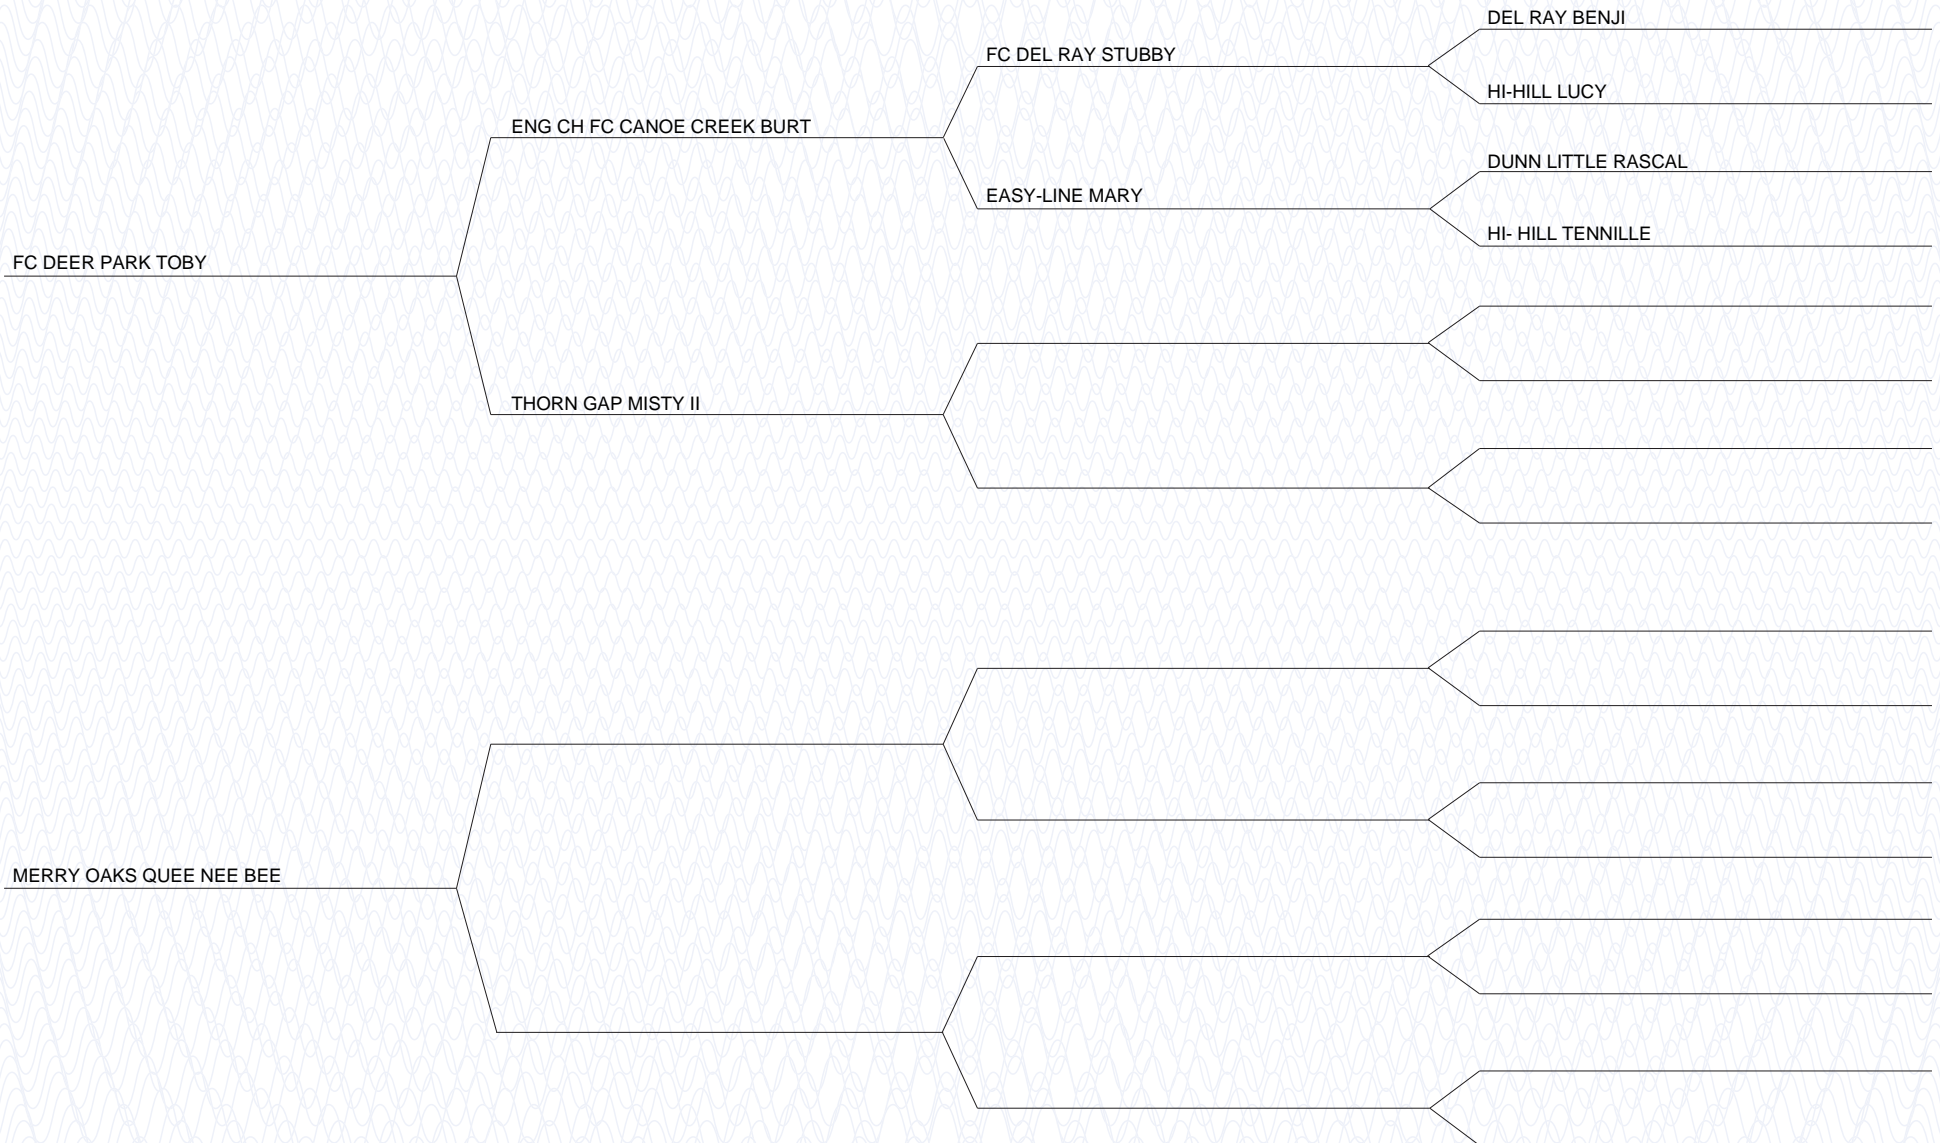 DEL RAY BENJI
FC DEL RAY STUBBY
HI-HILL LUCY
ENG CH FC CANOE CREEK BURT
DUNN LITTLE RASCAL
EASY-LINE MARY
HI- HILL TENNILLE
FC DEER PARK TOBY
THORN GAP MISTY II
MERRY OAKS QUEE NEE BEE